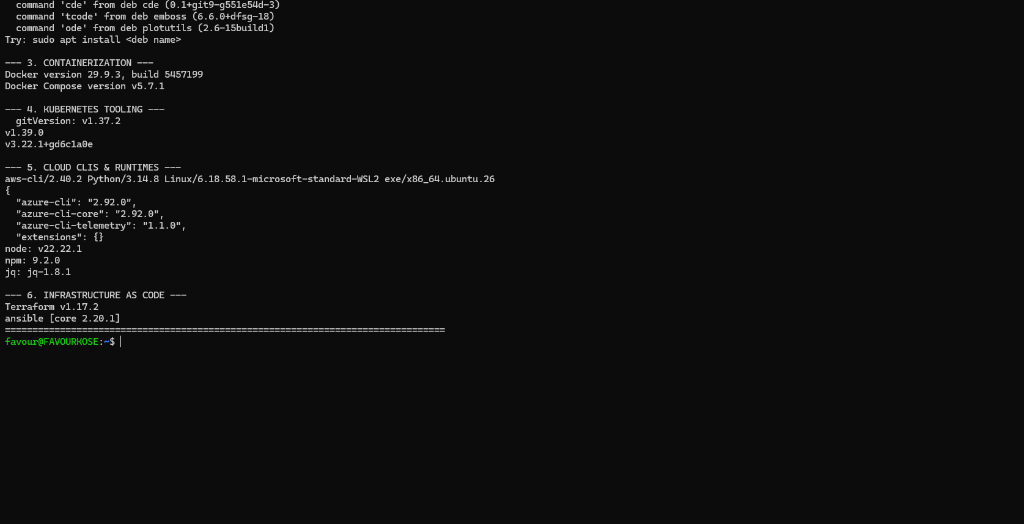 command 'cde' from deb cde (0.1+git9-g551e54d-3)
  command 'tcode' from deb emboss (6.6.0+dfsg-18)
  command 'ode' from deb plotutils (2.6-15build1)
Try: sudo apt install <deb name>

--- 3. CONTAINERIZATION ---
Docker version 29.9.3, build 5457199
Docker Compose version v5.7.1

--- 4. KUBERNETES TOOLING ---
  gitVersion: v1.37.2
v1.39.0
v3.22.1+gd6c1a0e

--- 5. CLOUD CLIS & RUNTIMES ---
aws-cli/2.40.2 Python/3.14.8 Linux/6.18.58.1-microsoft-standard-WSL2 exe/x86_64.ubuntu.26
{
  "azure-cli": "2.92.0",
  "azure-cli-core": "2.92.0",
  "azure-cli-telemetry": "1.1.0",
  "extensions": {}
node: v22.22.1
npm: 9.2.0
jq: jq-1.8.1

--- 6. INFRASTRUCTURE AS CODE ---
Terraform v1.17.2
ansible [core 2.20.1]
================================================================================
favour@FAVOURKOSE:~$